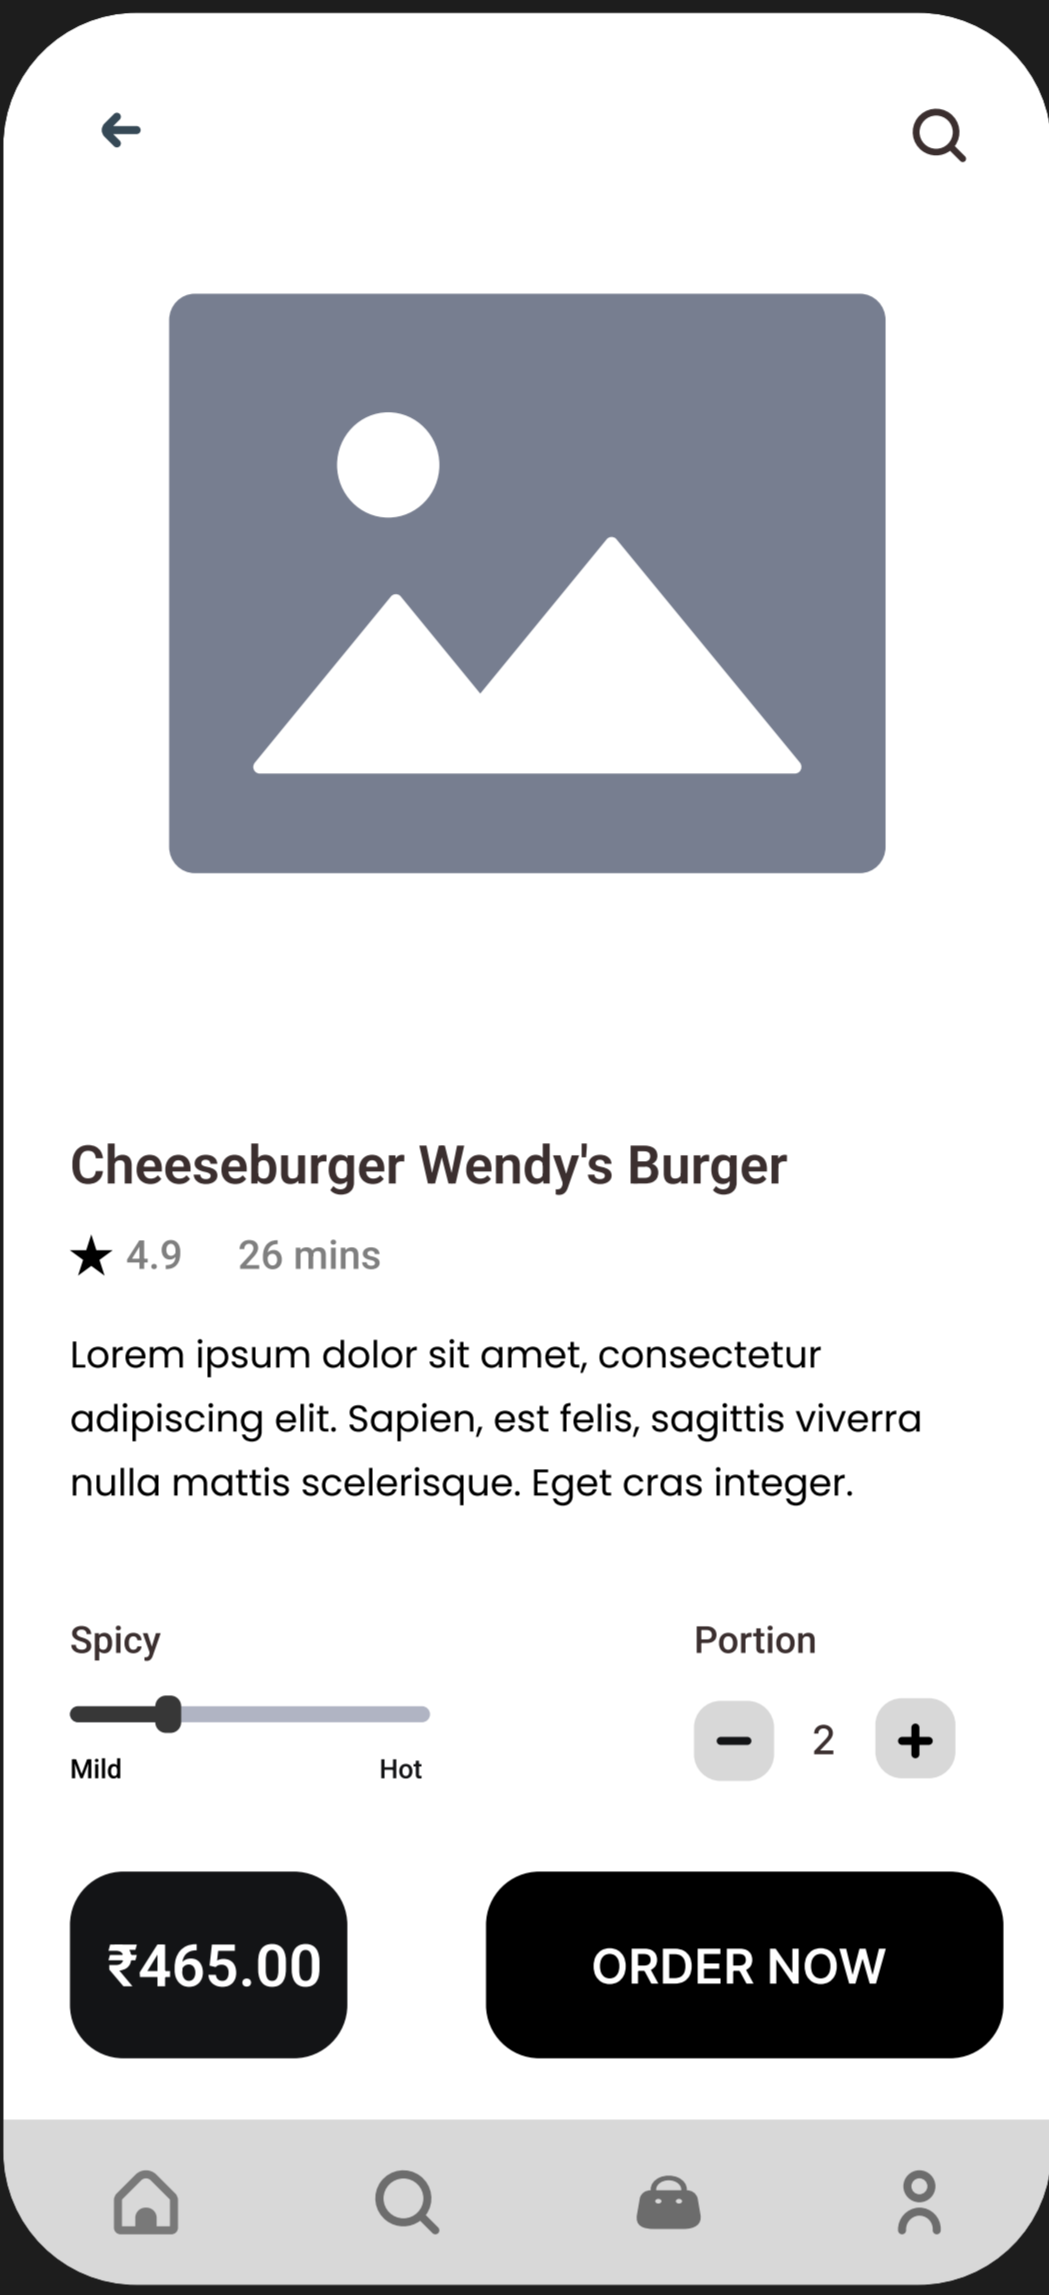 Cheeseburger Wendy's Burger
4.9 26 mins
Lorem ipsum dolor sit amet, consectetur
adipiscing elit. Sapien, est felis, sagittis viverra
nulla mattis scelerisque. Eget cras integer.
Spicy
Portion
2
Mild Hot
₹465.00
ORDER NOW